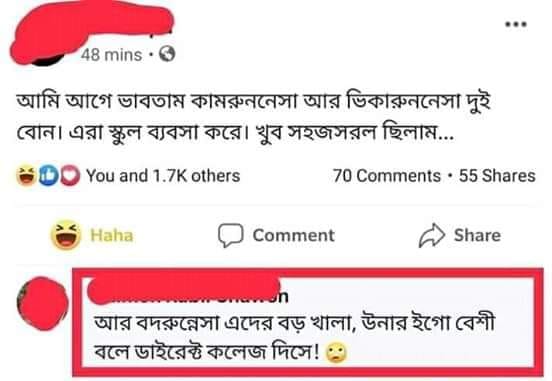 48 mins ·
আমি আগে ভাবতাম কামরুননেসা আর ভিকারুননেসা দুই
বোন। এরা স্কুল ব্যবসা করে। খুব সহজসরল ছিলাম...
You and 1.7K others 70 Comments • 55 Shares
Haha Comment Share
আর বদরুন্নেসা এদের বড় খালা, উনার ইগো বেশী
বলে ডাইরেক্ট কলেজ দিসে! 🙄